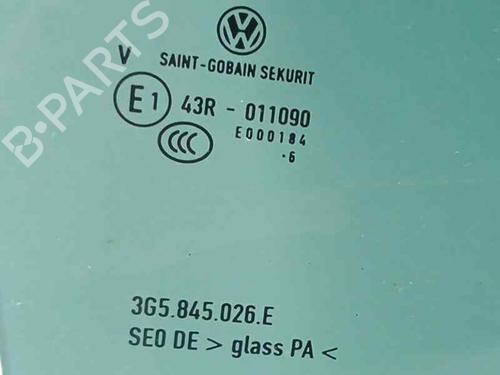 V
SAINT-GOBAIN SEKURIT
E1 43R - 011090
E000184
.6
CCC
3G5.845.026.E
SEO DE > glass PA <
B-PARTS